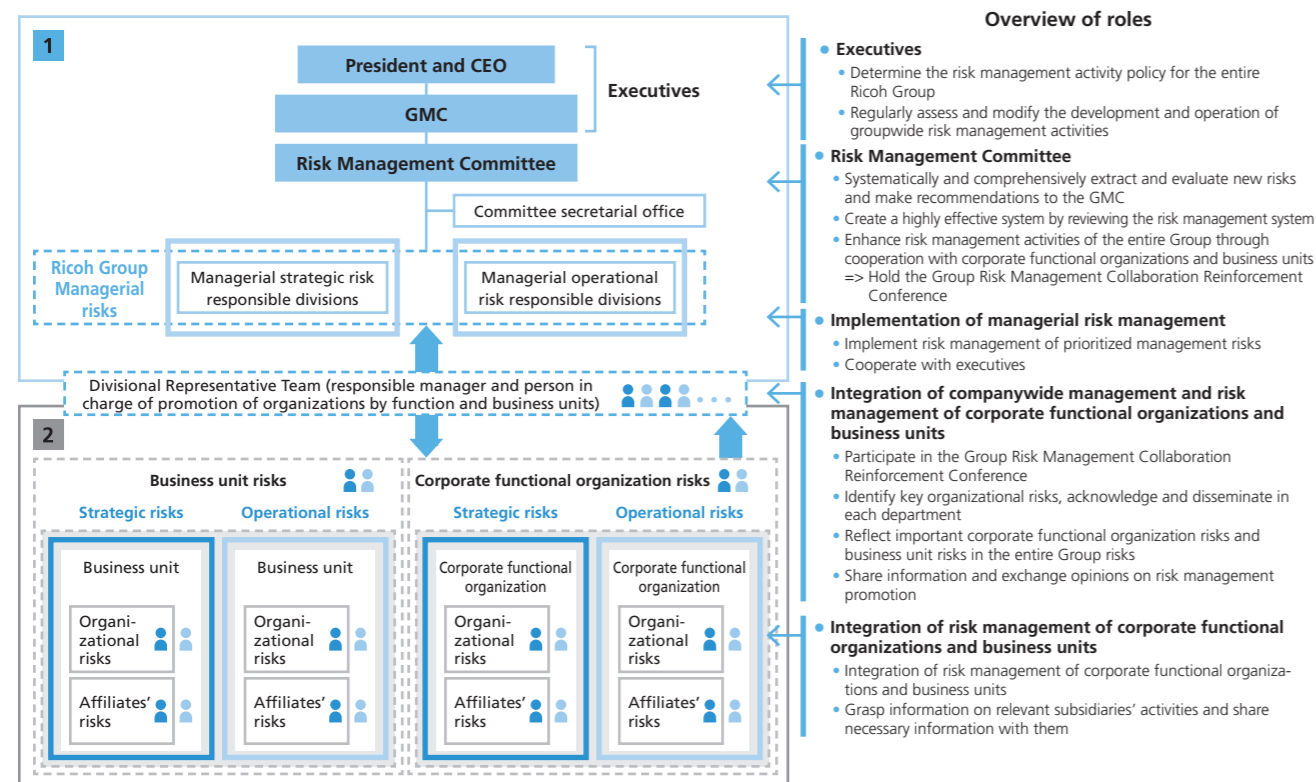 1
President and CEO
GMC
Executives
Risk Management Committee
Committee secretarial office
Ricoh Group
Managerial
risks
Managerial strategic risk
responsible divisions
Managerial operational
risk responsible divisions
Divisional Representative Team (responsible manager and person in
charge of promotion of organizations by function and business units)
2
Business unit risks
Strategic risks
Operational risks
Business unit
Organi-
zational
risks
Affiliates’
risks
Business unit
Organi-
zational
risks
Affiliates’
risks
Corporate functional organization risks
Strategic risks
Operational risks
Corporate functional
organization
Organi-
zational
risks
Affiliates’
risks
Corporate functional
organization
Organi-
zational
risks
Affiliates’
risks
Overview of roles
• Executives
• Determine the risk management activity policy for the entire
Ricoh Group
• Regularly assess and modify the development and operation of
groupwide risk management activities
• Risk Management Committee
• Systematically and comprehensively extract and evaluate new risks
and make recommendations to the GMC
• Create a highly effective system by reviewing the risk management system
• Enhance risk management activities of the entire Group through
cooperation with corporate functional organizations and business units
=> Hold the Group Risk Management Collaboration Reinforcement
Conference
• Implementation of managerial risk management
• Implement risk management of prioritized management risks
• Cooperate with executives
• Integration of companywide management and risk
management of corporate functional organizations and
business units
• Participate in the Group Risk Management Collaboration
Reinforcement Conference
• Identify key organizational risks, acknowledge and disseminate in
each department
• Reflect important corporate functional organization risks and
business unit risks in the entire Group risks
• Share information and exchange opinions on risk management
promotion
• Integration of risk management of corporate functional
organizations and business units
• Integration of risk management of corporate functional organiza-
tions and business units
• Grasp information on relevant subsidiaries’ activities and share
necessary information with them